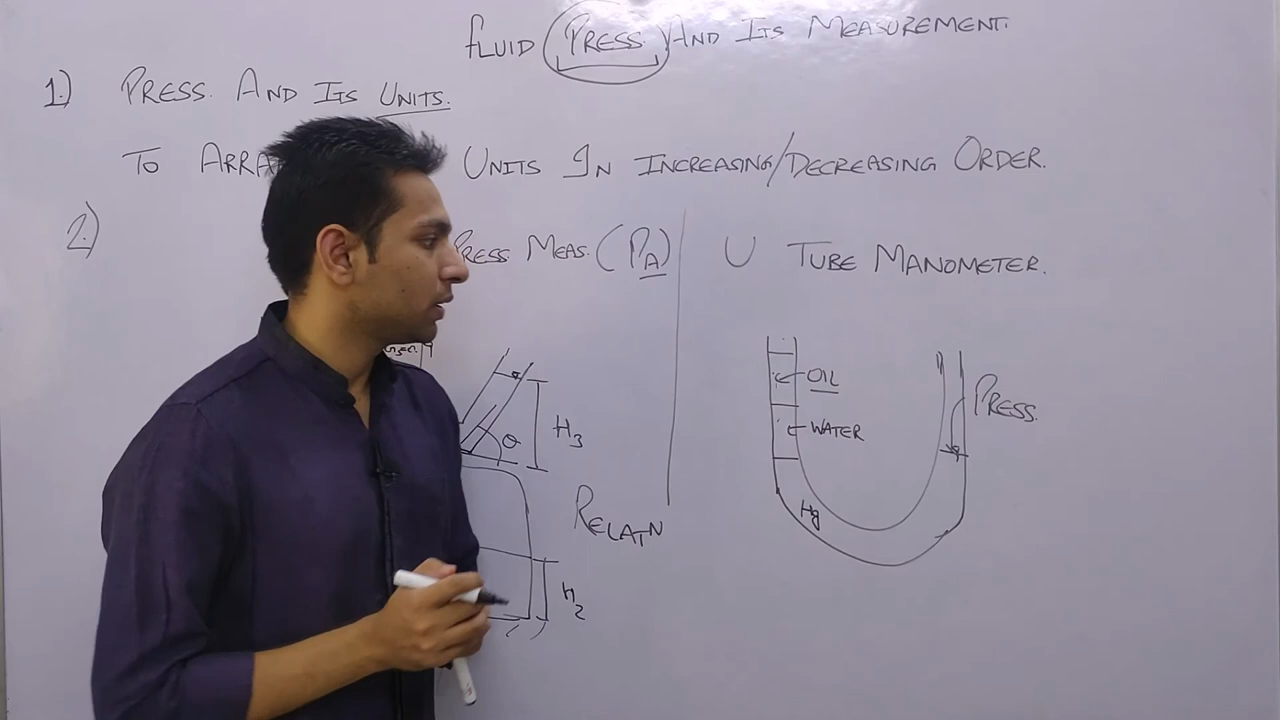 FLUID PRESS. AND ITS MEASUREMENT.
1.) PRESS. AND ITS UNITS.
TO ARRA UNITS IN INCREASING/DECREASING ORDER.
2.)
PRESS MEAS. (PA)
U TUBE MANOMETER.
θ
H3
RELATN
H2
OIL
WATER
Hg
PRESS.